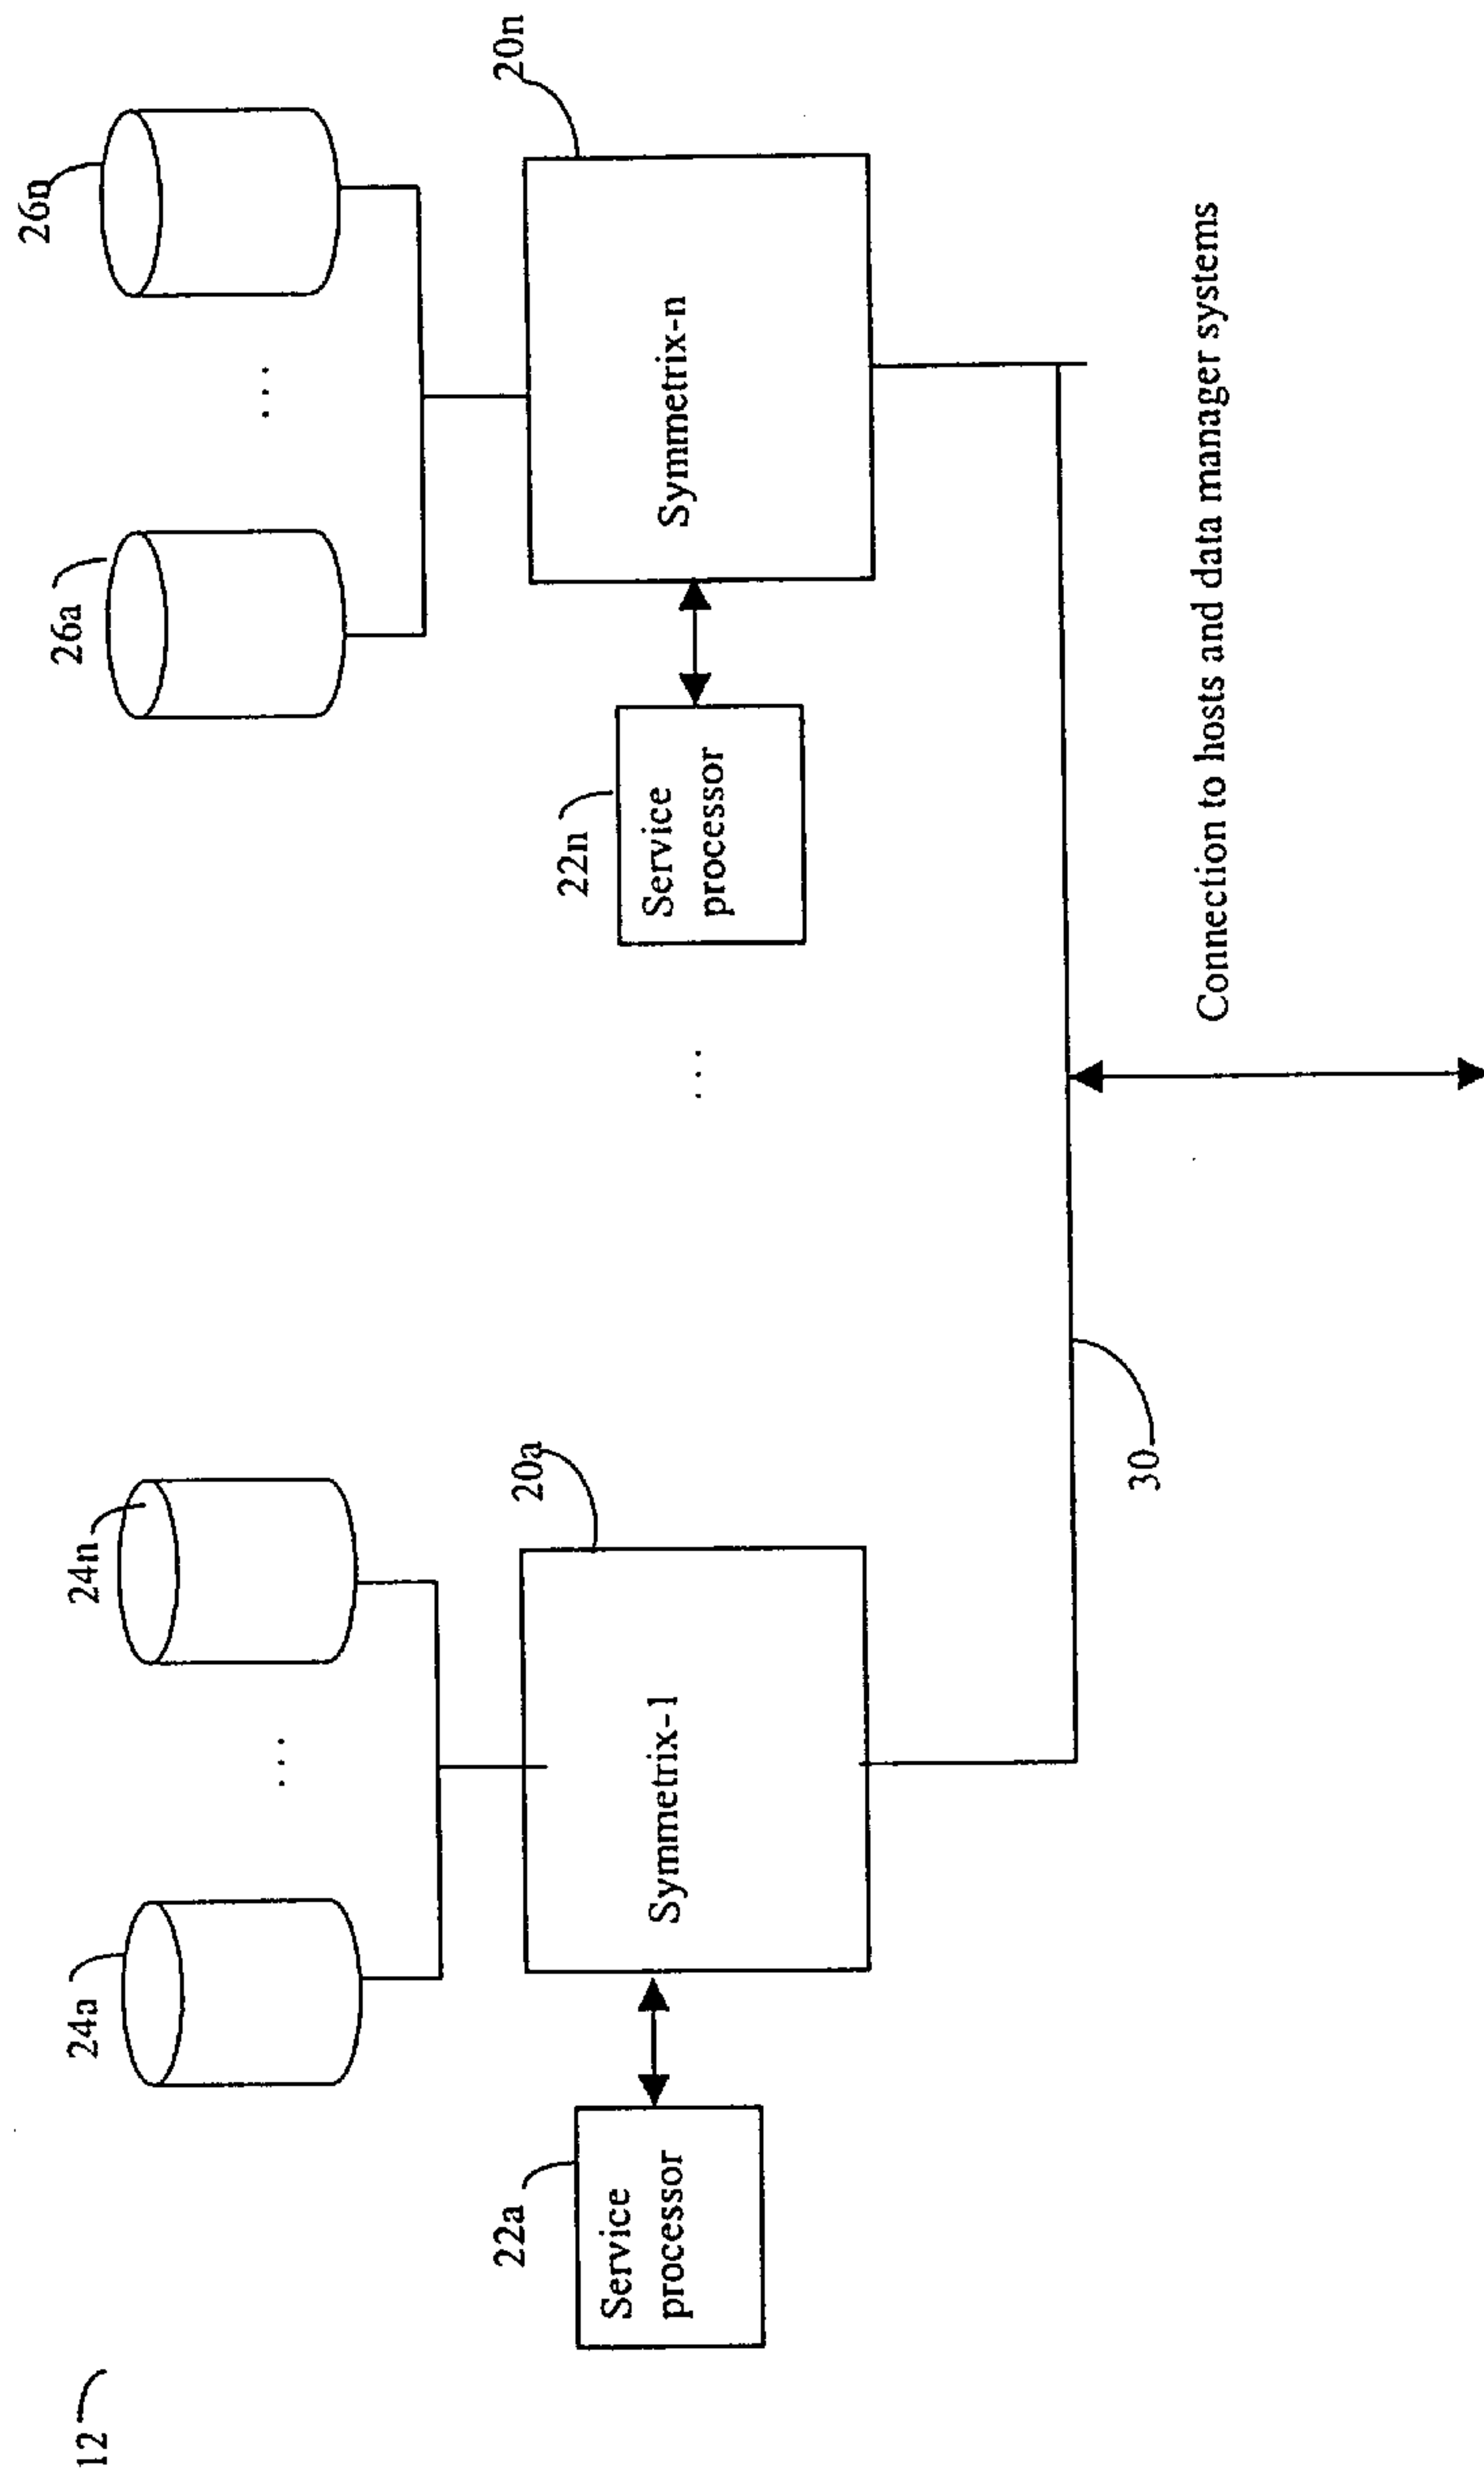 12
24a
24n
26a
26n
...
...
22a
Service
processor
Symmetrix-1
20a
...
22n
Service
processor
Symmetrix-n
20n
30
Connection to hosts and data manager systems